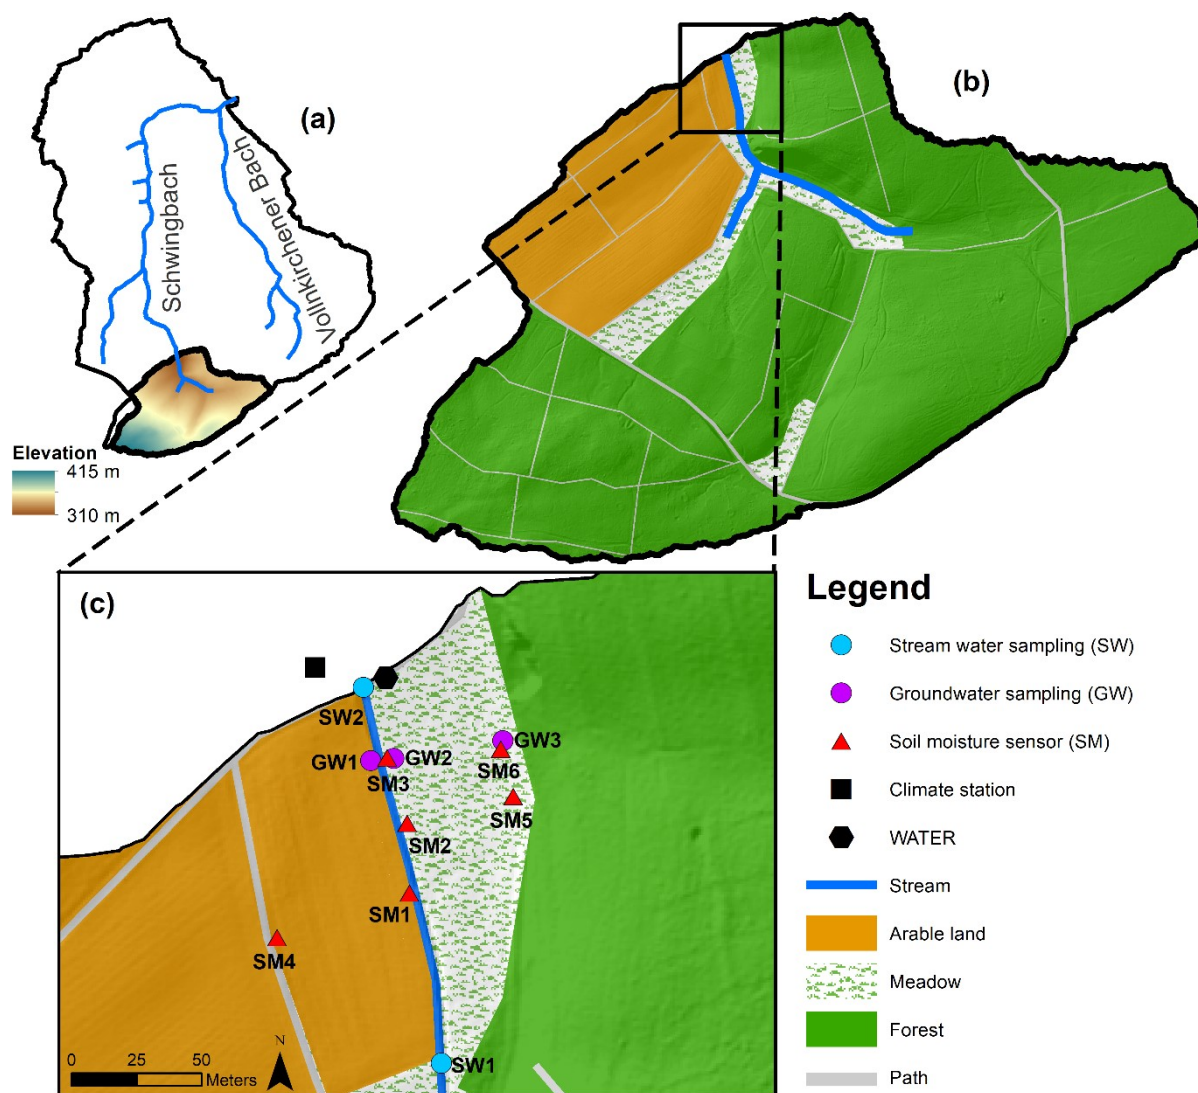 (a)
(b)
Schwingbach
Vollnkirchener Bach
Elevation
415 m
310 m
(c)
SW2
GW1
GW2
SM3
GW3
SM6
SM5
SM2
SM1
SM4
SW1
0 25 50
Meters
N
Legend
Stream water sampling (SW)
Groundwater sampling (GW)
Soil moisture sensor (SM)
Climate station
WATER
Stream
Arable land
Meadow
Forest
Path